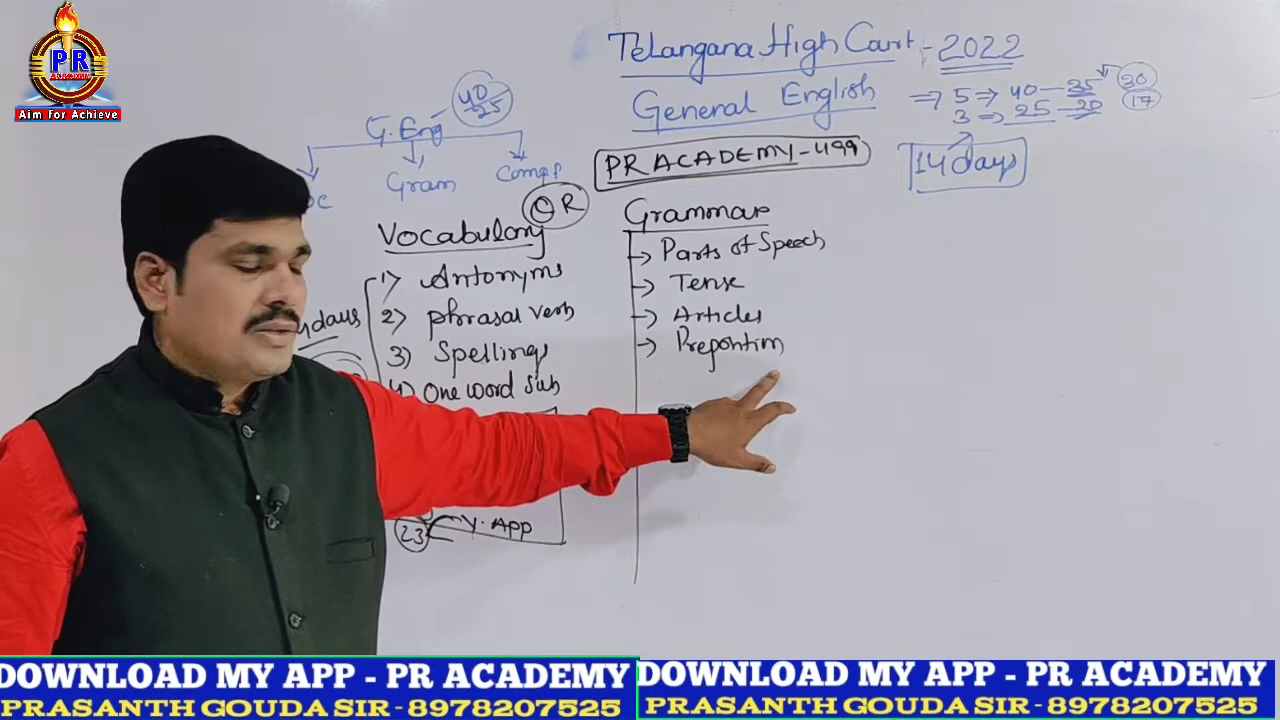 PR
ACADEMY
Aim For Achieve
Telangana High Court - 2022
General English
⇒ 5 ⇒ 40 — 35 30
3 ⇒ 25 — 20 17
14 days
PR ACADEMY - 499
G. Eng 40/25
Gram
Comp
OR
Vocabulary
1) Antonyms
2) Phrasal verb
3) Spellings
4) One word sub
days
23 Y. App
Grammar
→ Parts of Speech
→ Tense
→ Articles
→ Preposition
DOWNLOAD MY APP - PR ACADEMY
PRASANTH GOUDA SIR - 8978207525
DOWNLOAD MY APP - PR ACADEMY
PRASANTH GOUDA SIR - 8978207525